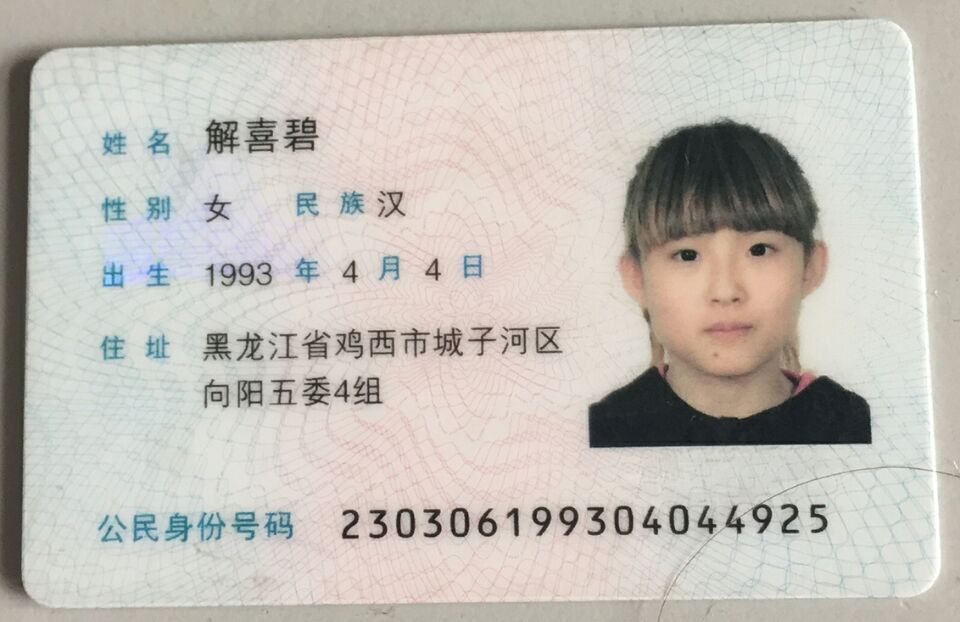 姓名 解喜碧
性别 女 民族 汉
出生 1993 年 4 月 4 日
住址 黑龙江省鸡西市城子河区
向阳五委4组
公民身份号码 230306199304044925